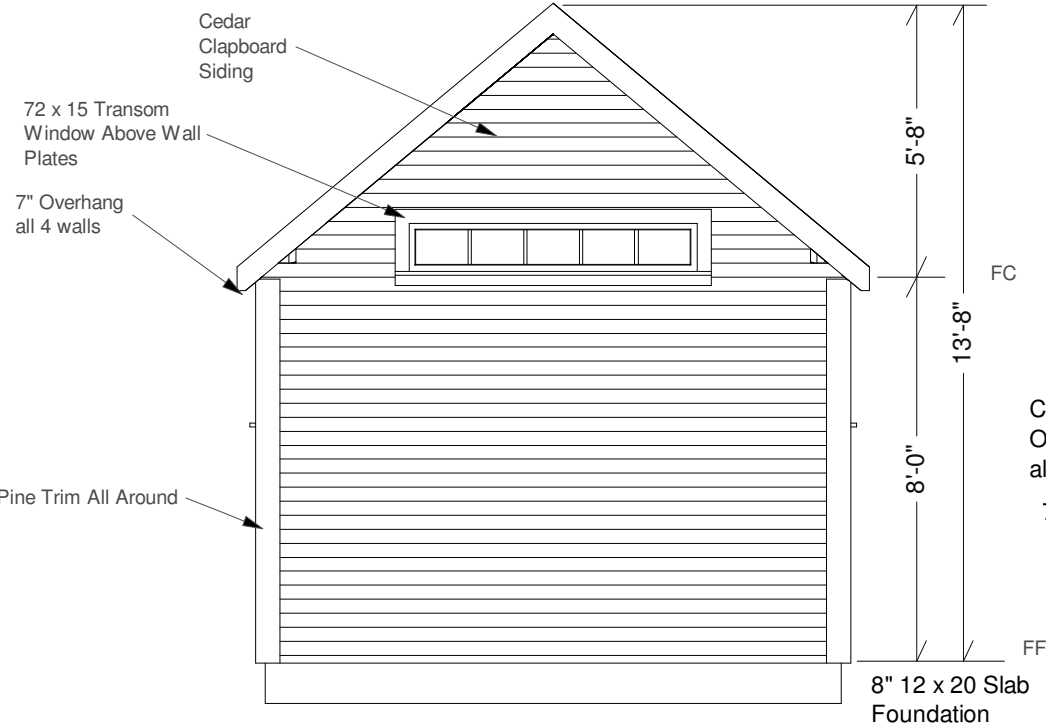 Cedar
Clapboard
Siding
72 x 15 Transom
Window Above Wall
Plates
7" Overhang
all 4 walls
Pine Trim All Around
5'-8"
13'-8"
8'-0"
FC
FF
8" 12 x 20 Slab
Foundation
C
O
al